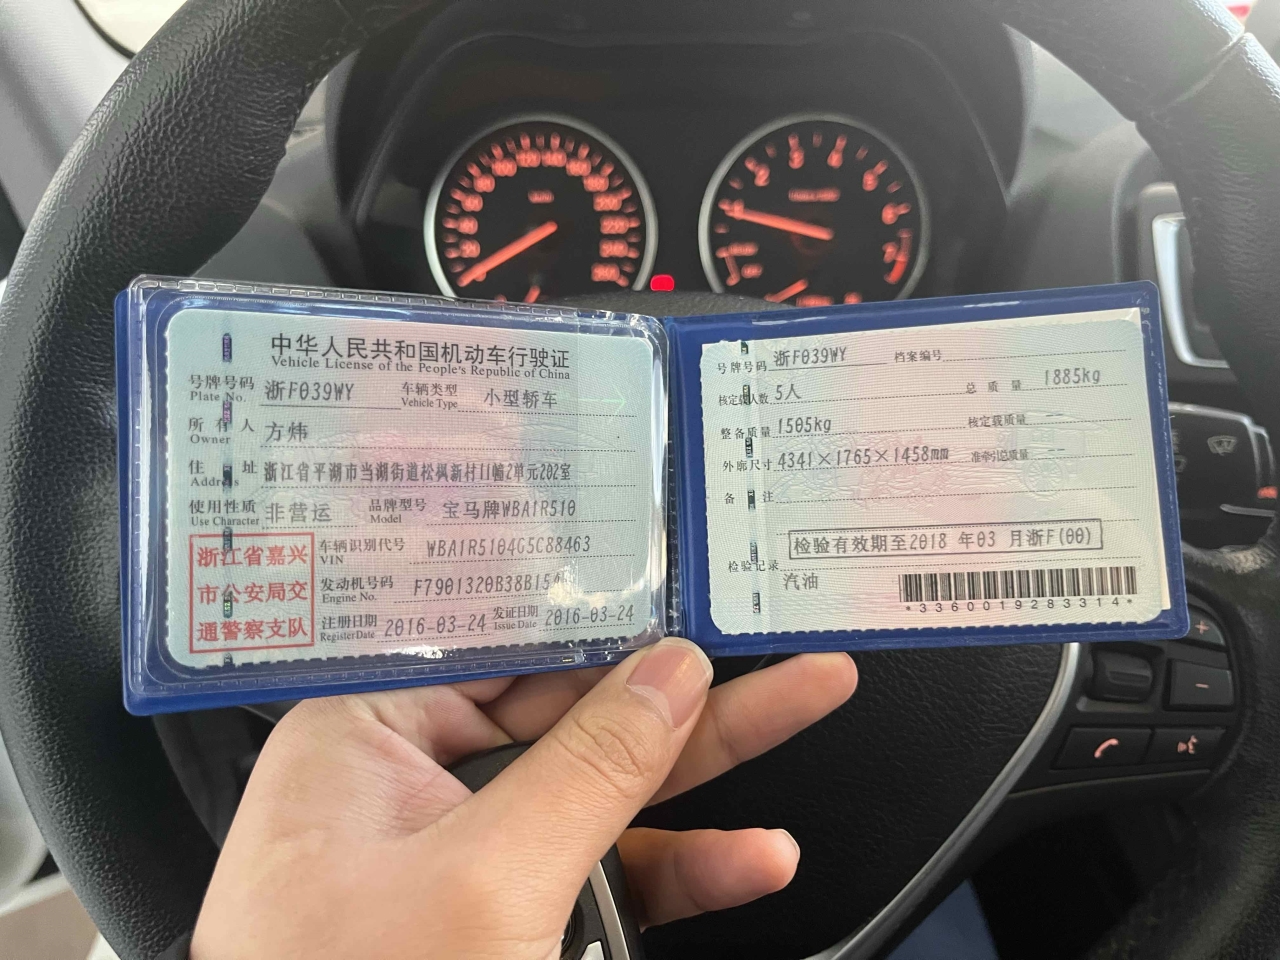 中华人民共和国机动车行驶证
Vehicle License of the People's Republic of China
号牌号码 Plate No. 浙F039WY 车辆类型 Vehicle Type 小型轿车
所有人 Owner 方炜
住址 Address 浙江省平湖市当湖街道松枫新村11幢2单元202室
使用性质 Use Character 非营运 品牌型号 Model 宝马牌WBA1R510
浙江省嘉兴
市公安局交
通警察支队
车辆识别代号 VIN WBA1R5104G5C88463
发动机号码 Engine No. F7901320B38B15
注册日期 Register Date 2016-03-24 发证日期 Issue Date 2016-03-24
号牌号码 浙F039WY 档案编号
核定载人数 5人 总质量 1885kg
整备质量 1505kg 核定载质量 --
外廓尺寸 4341×1765×1458mm 准牵引总质量 --
备注
检验有效期至2018 年03 月浙F(00)
检验记录
汽油
*3360019283314*